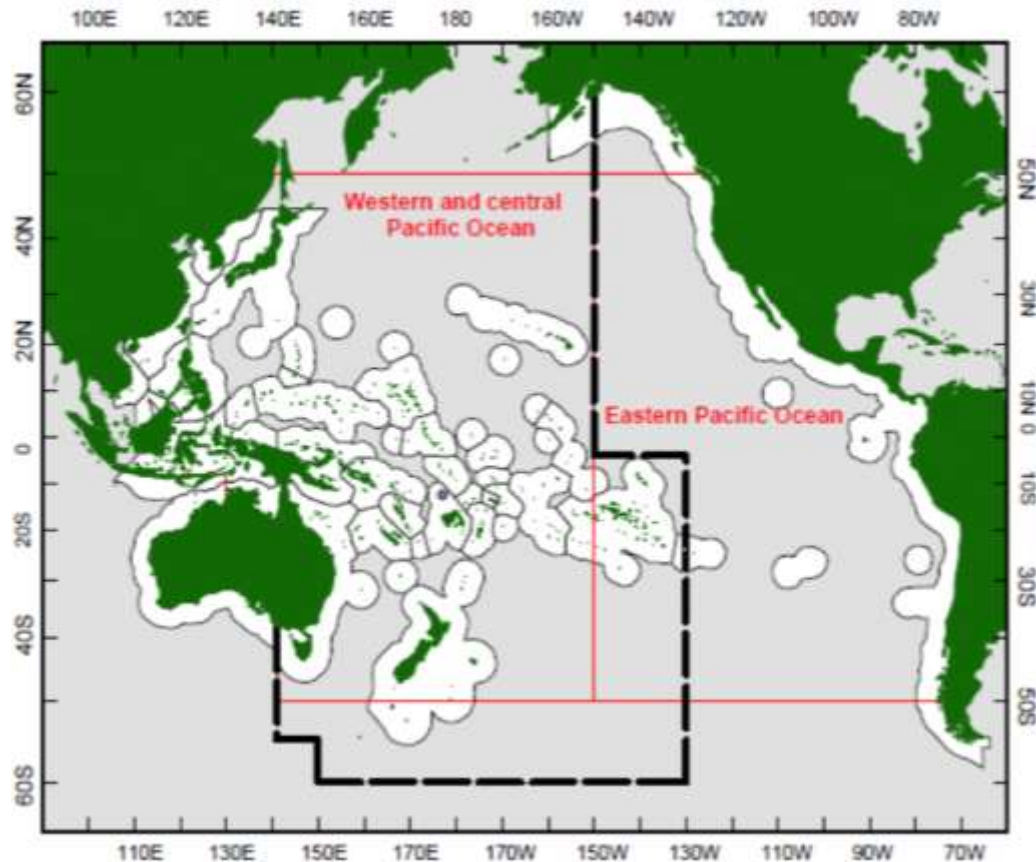 100E 120E 140E 160E 180 160W 140W 120W 100W 80W
60N
50N
Western and central
Pacific Ocean
40N
30N
20N
Eastern Pacific Ocean
10N
0
0
10S
20S
30S
40S
50S
60S
110E 130E 150E 170E 170W 150W 130W 110W 90W 70W